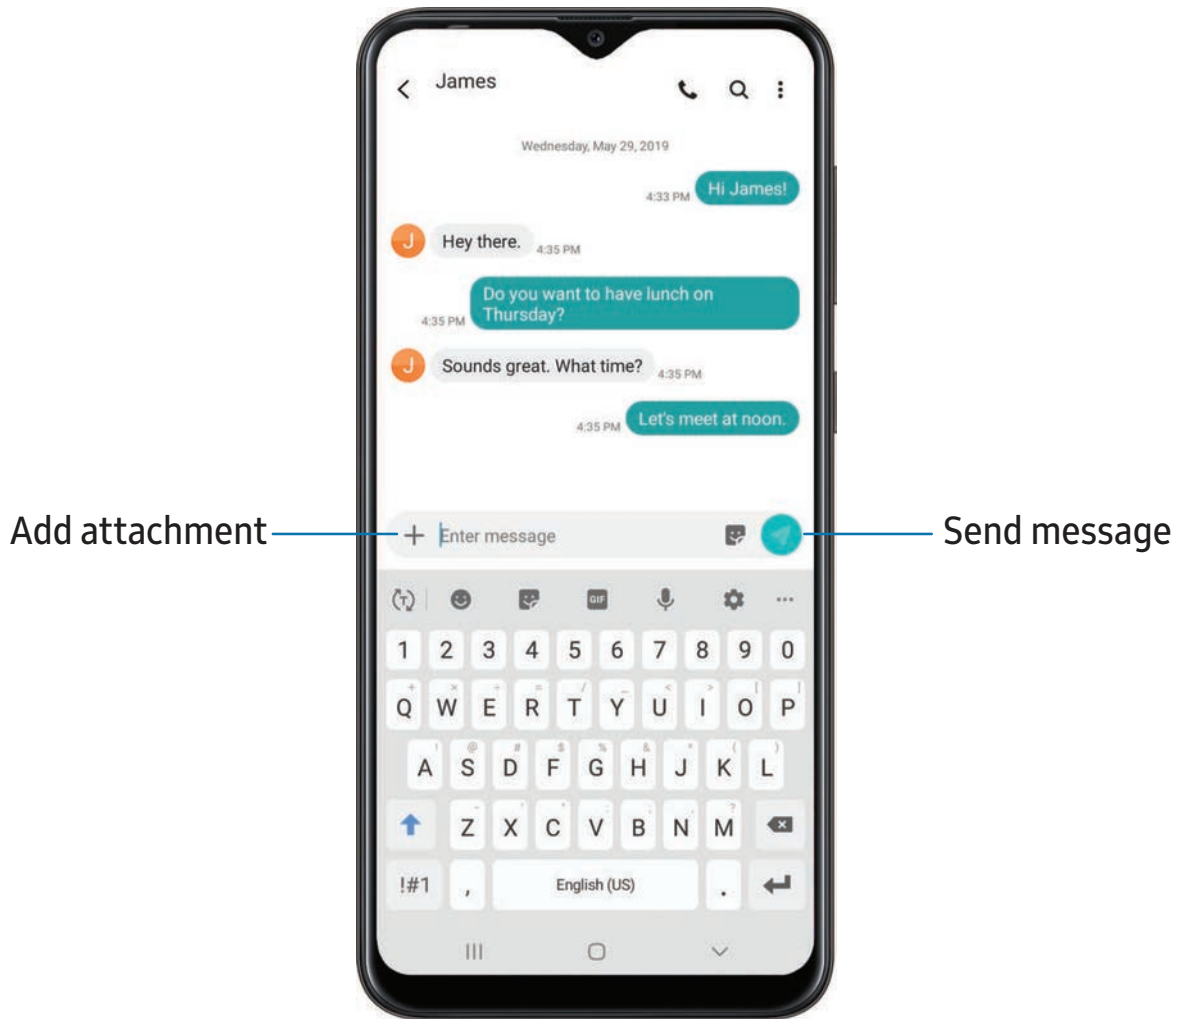 James
Wednesday, May 29, 2019
4:33 PM Hi James!
J Hey there. 4:35 PM
Do you want to have lunch on
4:35 PM Thursday?
J Sounds great. What time? 4:35 PM
4:35 PM Let's meet at noon.
Add attachment + Enter message Send message
T GIF
1 2 3 4 5 6 7 8 9 0
Q W E R T Y U I O P
A S D F G H J K L
Z X C V B N M
!#1 , English (US) .